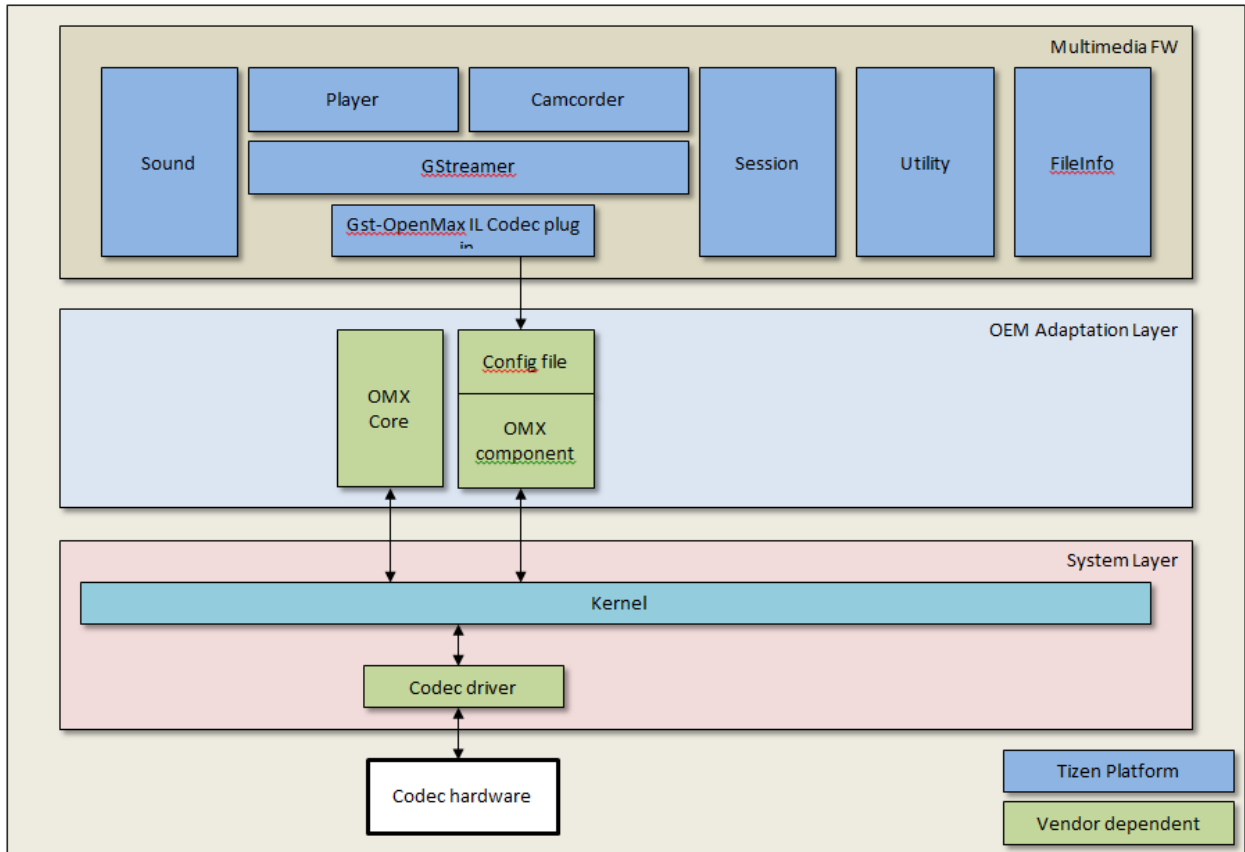 Multimedia FW
Sound
Player
Camcorder
GStreamer
Gst-OpenMax IL Codec plug
in
Session
Utility
FileInfo
OEM Adaptation Layer
OMX
Core
Config file
OMX
component
System Layer
Kernel
Codec driver
Codec hardware
Tizen Platform
Vendor dependent